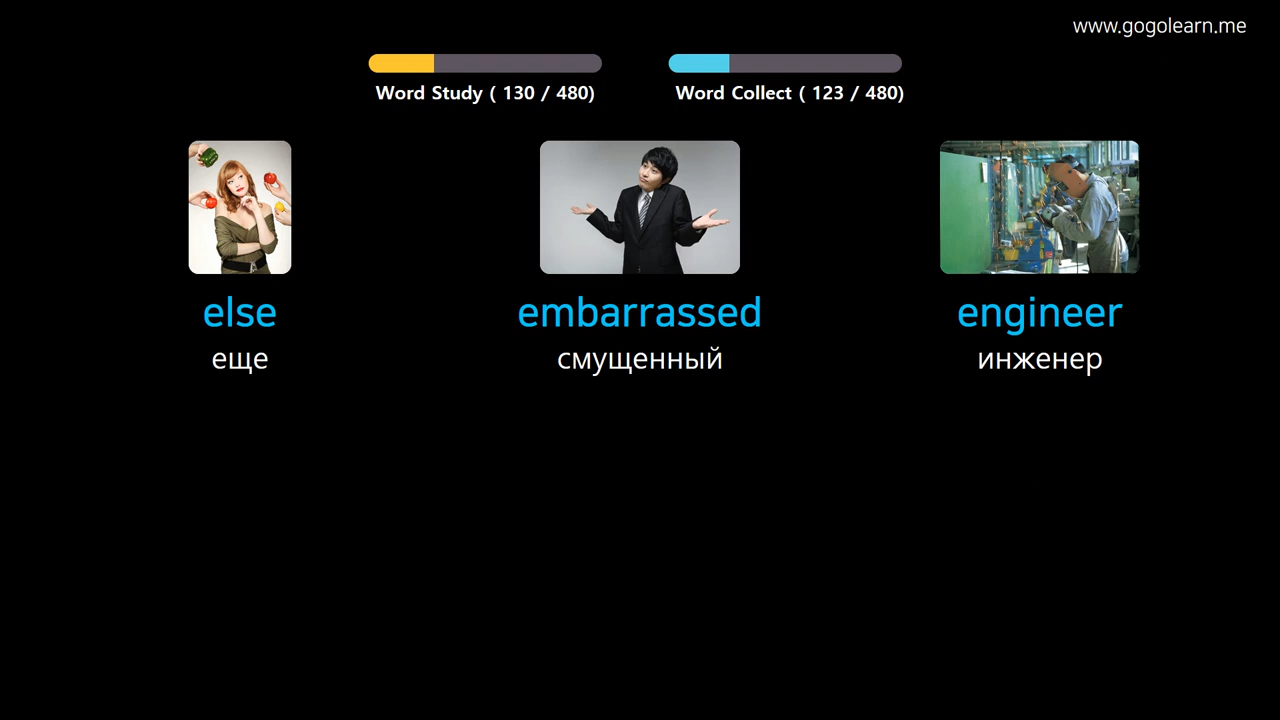 www.gogolearn.me
Word Study ( 130 / 480)
Word Collect ( 123 / 480)
else
embarrassed
engineer
еще
смущенный
инженер